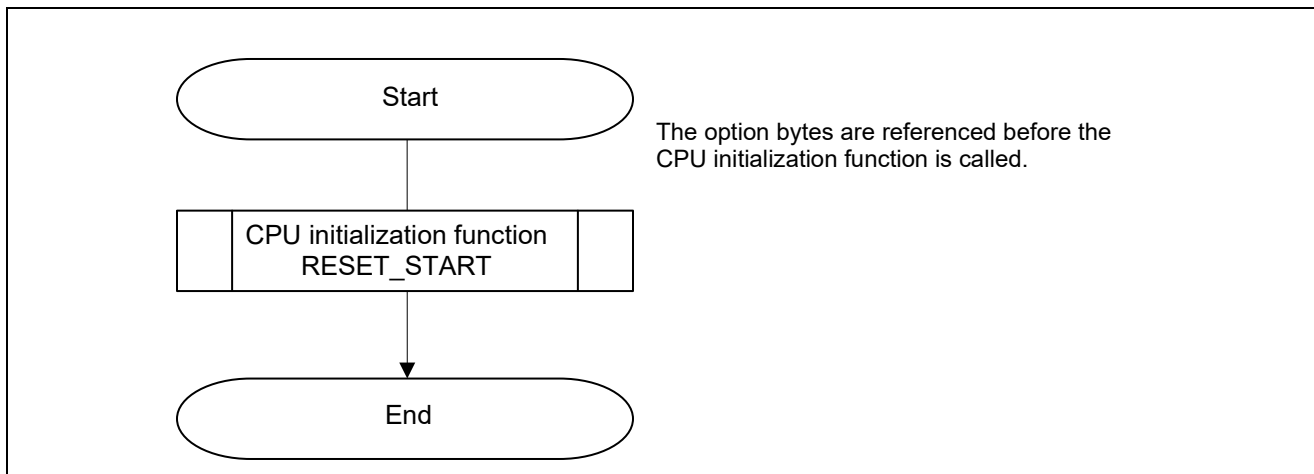 Start
The option bytes are referenced before the
CPU initialization function is called.
CPU initialization function
RESET_START
End